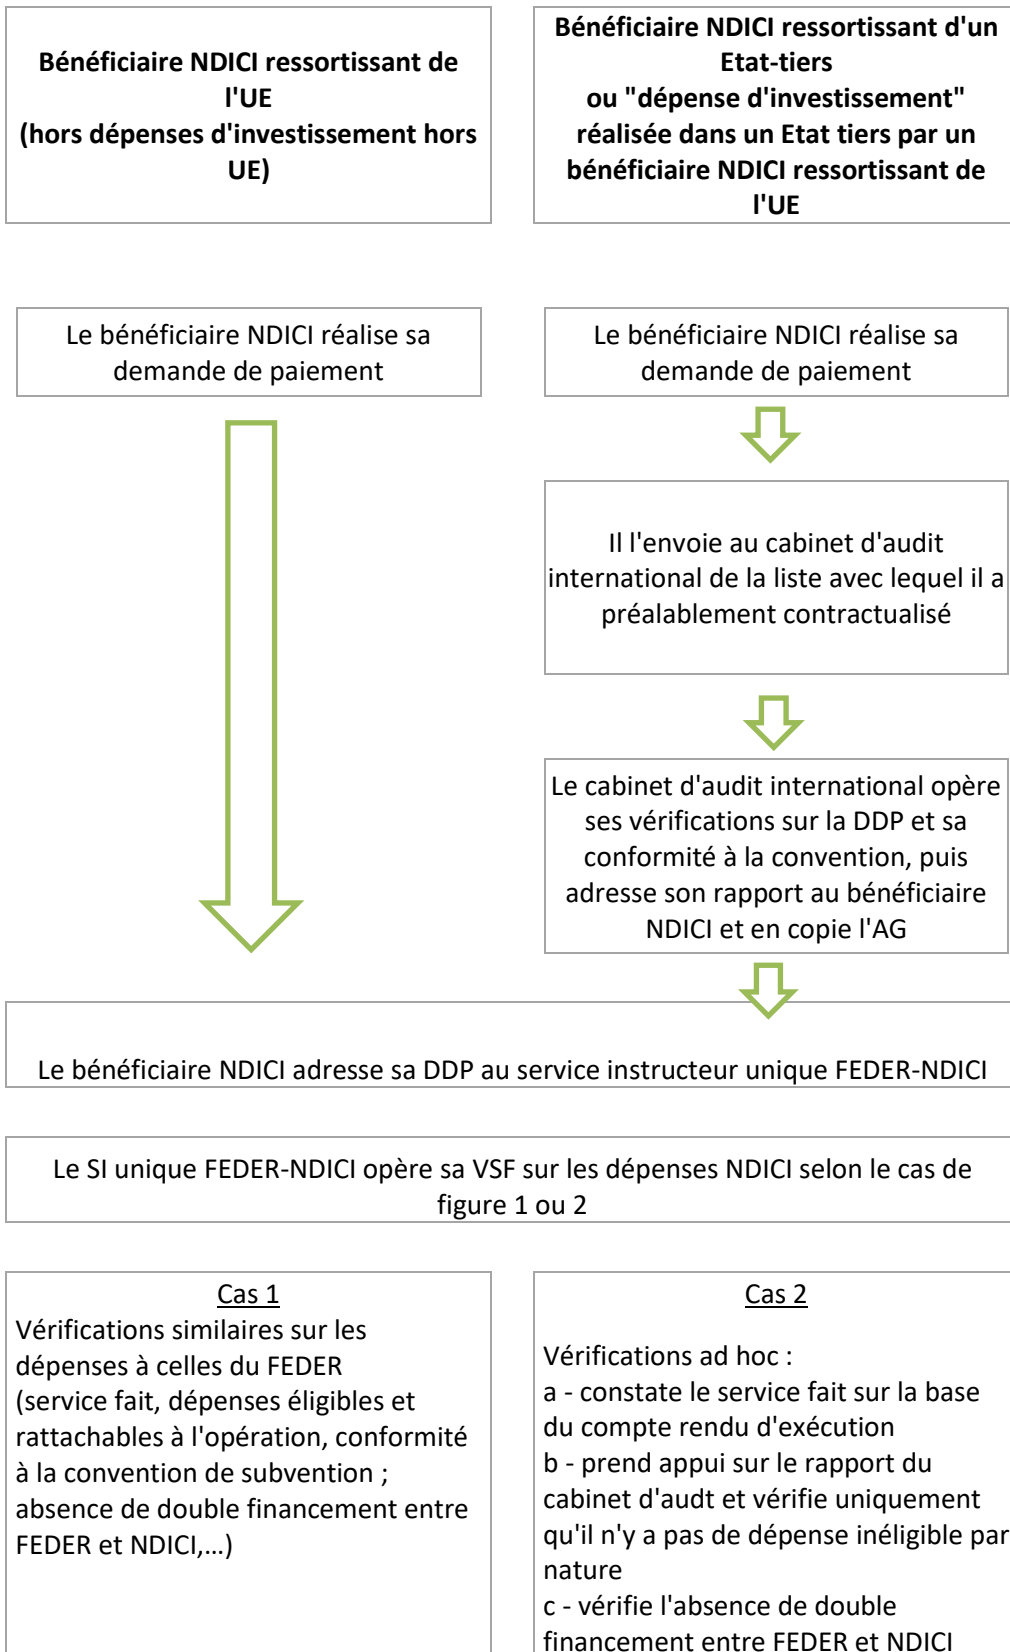 Bénéficiaire NDICI ressortissant de
l'UE
(hors dépenses d'investissement hors
UE)
Bénéficiaire NDICI ressortissant d'un
Etat-tiers
ou "dépense d'investissement"
réalisée dans un Etat tiers par un
bénéficiaire NDICI ressortissant de
l'UE
Le bénéficiaire NDICI réalise sa
demande de paiement
Le bénéficiaire NDICI réalise sa
demande de paiement
Il l'envoie au cabinet d'audit
international de la liste avec lequel il a
préalablement contractualisé
Le cabinet d'audit international opère
ses vérifications sur la DDP et sa
conformité à la convention, puis
adresse son rapport au bénéficiaire
NDICI et en copie l'AG
Le bénéficiaire NDICI adresse sa DDP au service instructeur unique FEDER-NDICI
Le SI unique FEDER-NDICI opère sa VSF sur les dépenses NDICI selon le cas de
figure 1 ou 2
Cas 1
Vérifications similaires sur les
dépenses à celles du FEDER
(service fait, dépenses éligibles et
rattachables à l'opération, conformité
à la convention de subvention ;
absence de double financement entre
FEDER et NDICI,...)
Cas 2
Vérifications ad hoc :
a - constate le service fait sur la base
du compte rendu d'exécution
b - prend appui sur le rapport du
cabinet d'audt et vérifie uniquement
qu'il n'y a pas de dépense inéligible par
nature
c - vérifie l'absence de double
financement entre FEDER et NDICI